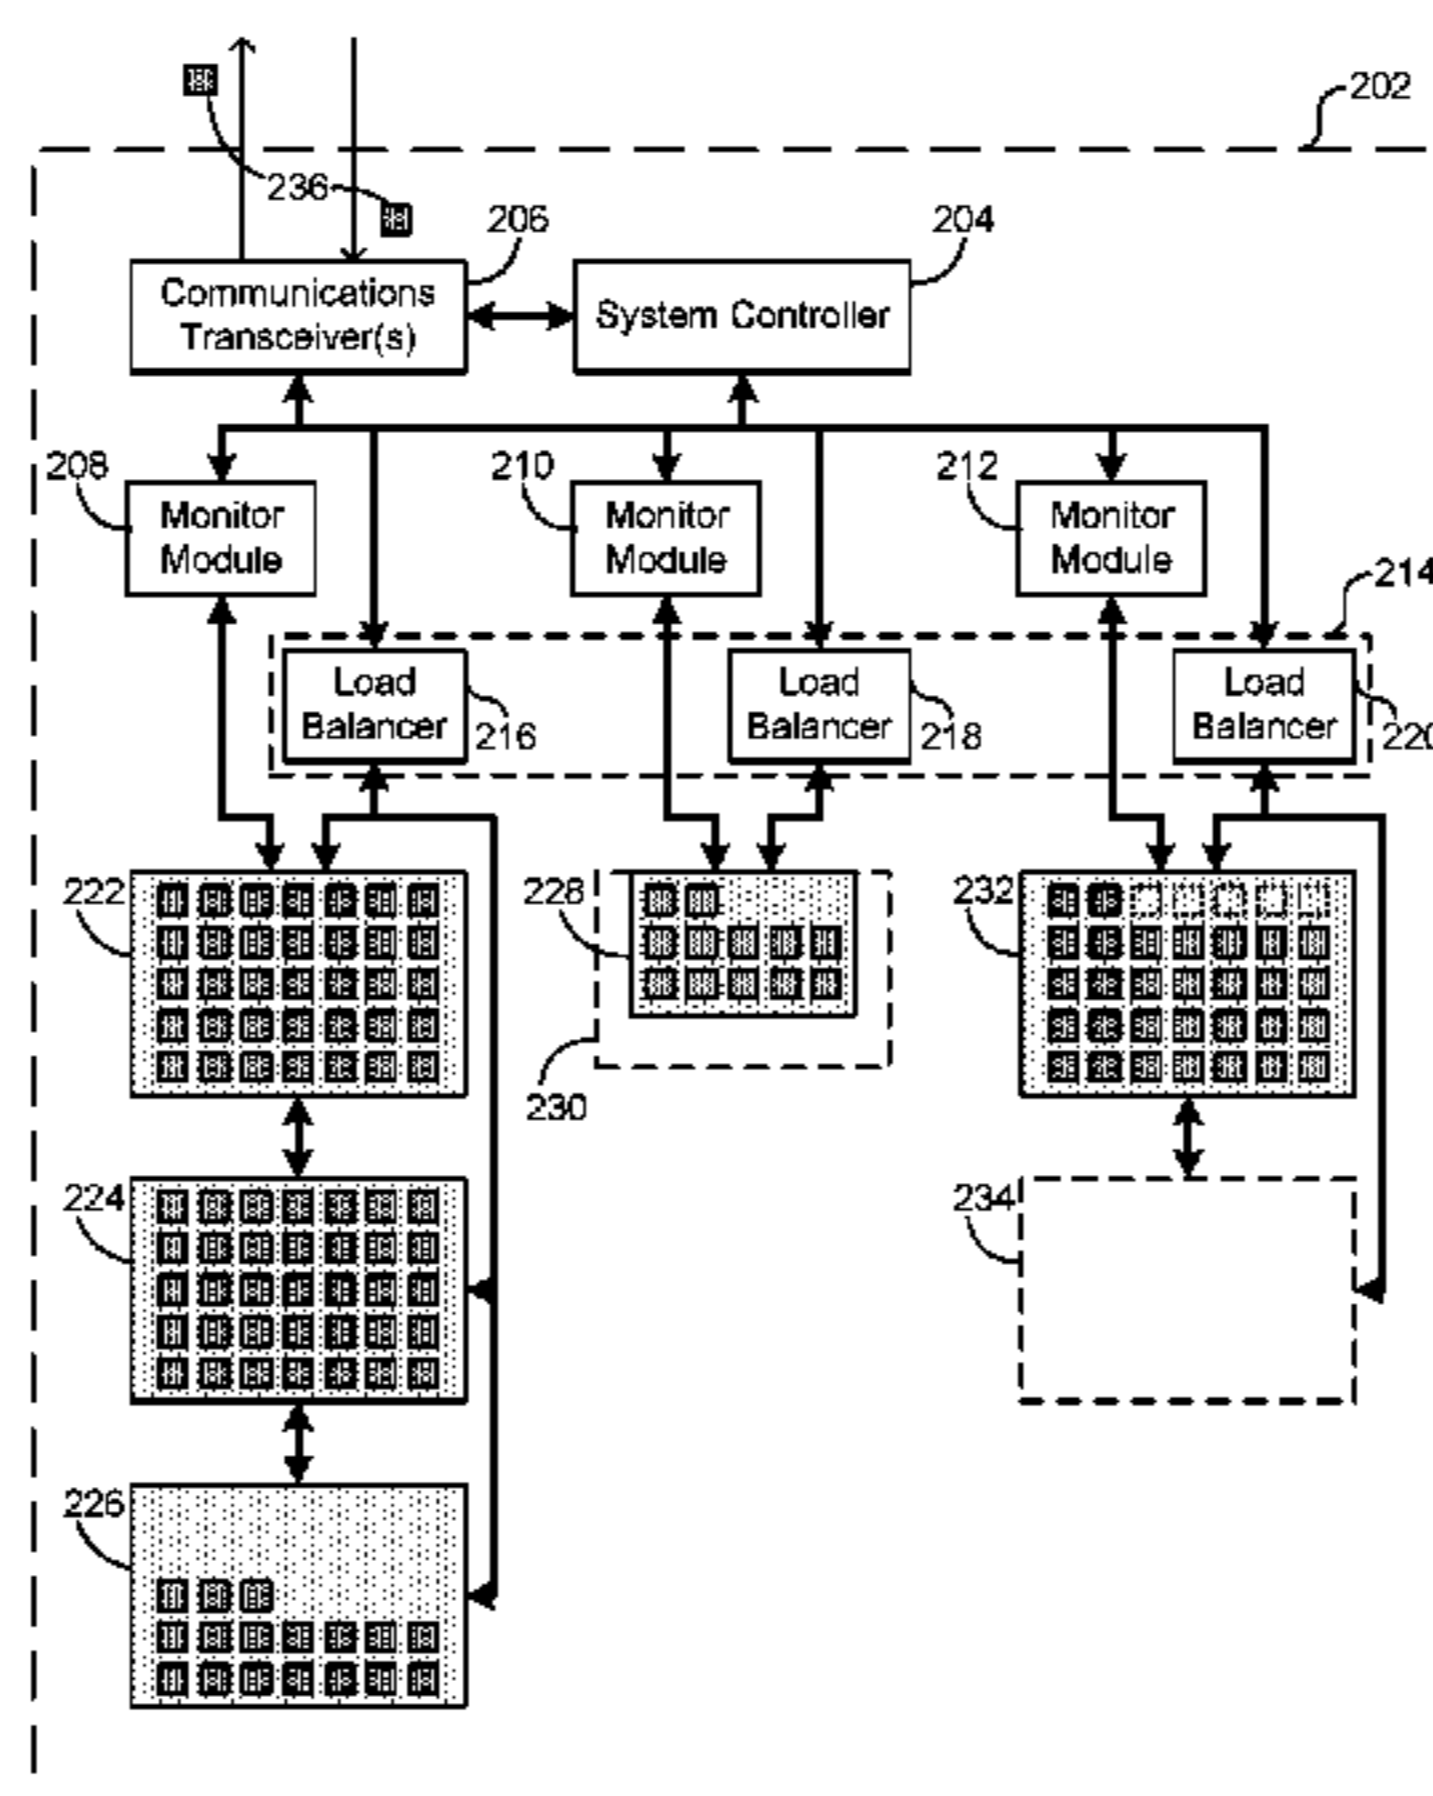 202
236
206
204
Communications
Transceiver(s)
System Controller
208
210
212
Monitor
Module
Monitor
Module
Monitor
Module
214
Load
Balancer
216
Load
Balancer
218
Load
Balancer
220
222
228
232
230
224
234
226